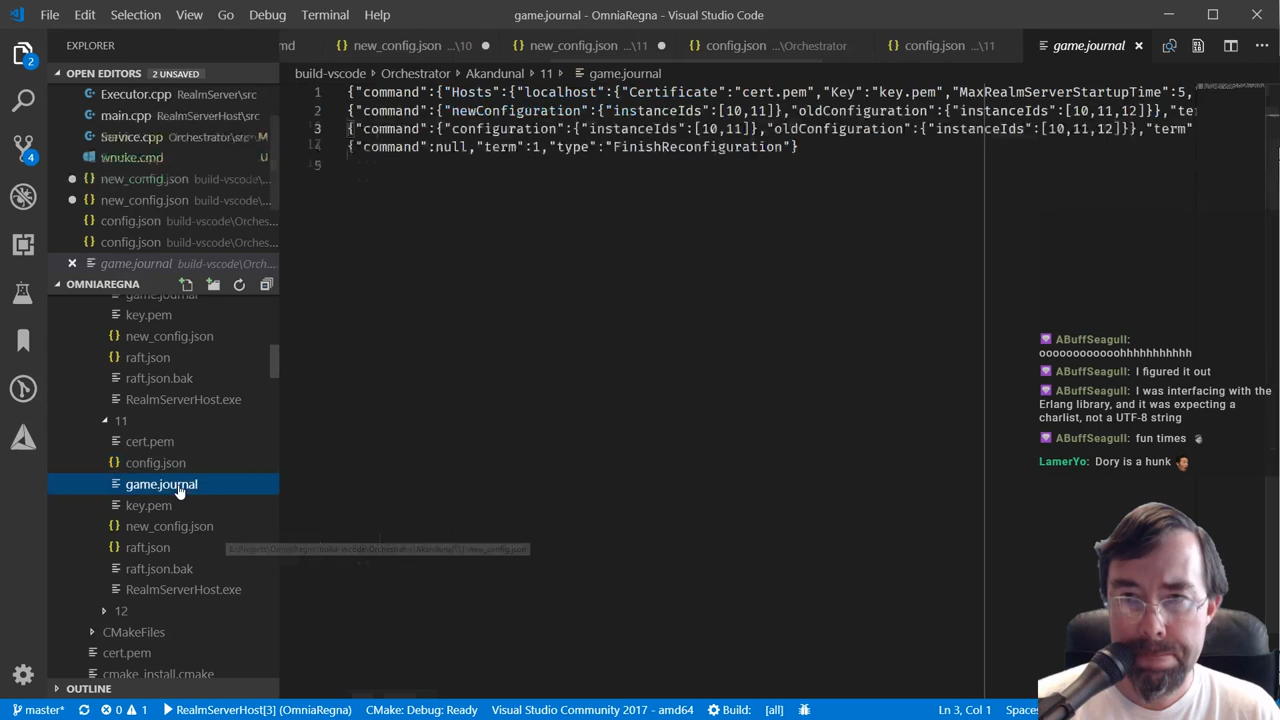 File Edit Selection View Go Debug Terminal Help
game.journal - OmniaRegna - Visual Studio Code
EXPLORER
md
new_config.json ...\10
new_config.json ...\11
config.json ...\Orchestrator
config.json ...\11
game.journal
OPEN EDITORS 2 UNSAVED
Executor.cpp RealmServer\src
main.cpp RealmServerHost\src
Service.cpp Orchestrator\src M
wnuke.cmd U
new_config.json build-vscode\Orchest...
new_config.json build-vscode\Orches...
config.json build-vscode\Orches...
config.json build-vscode\Orches...
game.journal build-vscode\Orch...
OMNIAREGNA
game.journal
key.pem
new_config.json
raft.json
raft.json.bak
RealmServerHost.exe
11
cert.pem
config.json
game.journal
key.pem
new_config.json
raft.json
raft.json.bak
RealmServerHost.exe
12
CMakeFiles
cert.pem
cmake_install.cmake
OUTLINE
build-vscode Orchestrator Akandunal 11 game.journal
1 {"command":{"Hosts":{"localhost":{"Certificate":"cert.pem","Key":"key.pem","MaxRealmServerStartupTime":5,
2 {"command":{"newConfiguration":{"instanceIds":[10,11]},"oldConfiguration":{"instanceIds":[10,11,12]}},"te
3 {"command":{"configuration":{"instanceIds":[10,11]},"oldConfiguration":{"instanceIds":[10,11,12]}},"term"
4 {"command":null,"term":1,"type":"FinishReconfiguration"}
5
ABuffSeagull:
oooooooooooohhhhhhhhhhh
ABuffSeagull: I figured it out
ABuffSeagull: I was interfacing with the
Erlang library, and it was expecting a
charlist, not a UTF-8 string
ABuffSeagull: fun times
LamerYo: Dory is a hunk
master* 0 1 RealmServerHost[3] (OmniaRegna) CMake: Debug: Ready Visual Studio Community 2017 - amd64 Build: [all] Ln 3, Col 1 Spaces